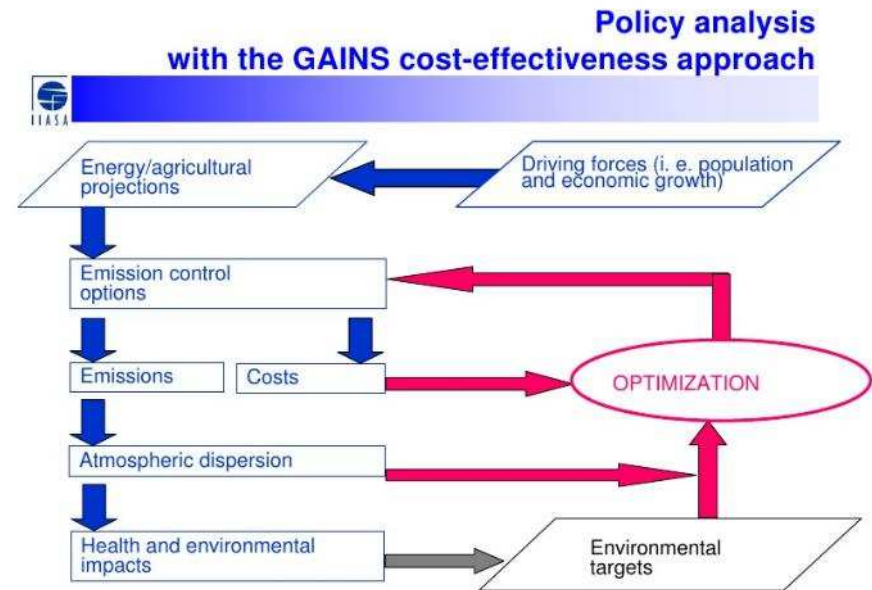 Policy analysis
with the GAINS cost-effectiveness approach
IIASA
Energy/agricultural
projections
Driving forces (i. e. population
and economic growth)
Emission control
options
Emissions
Costs
OPTIMIZATION
Atmospheric dispersion
Health and environmental
impacts
Environmental
targets